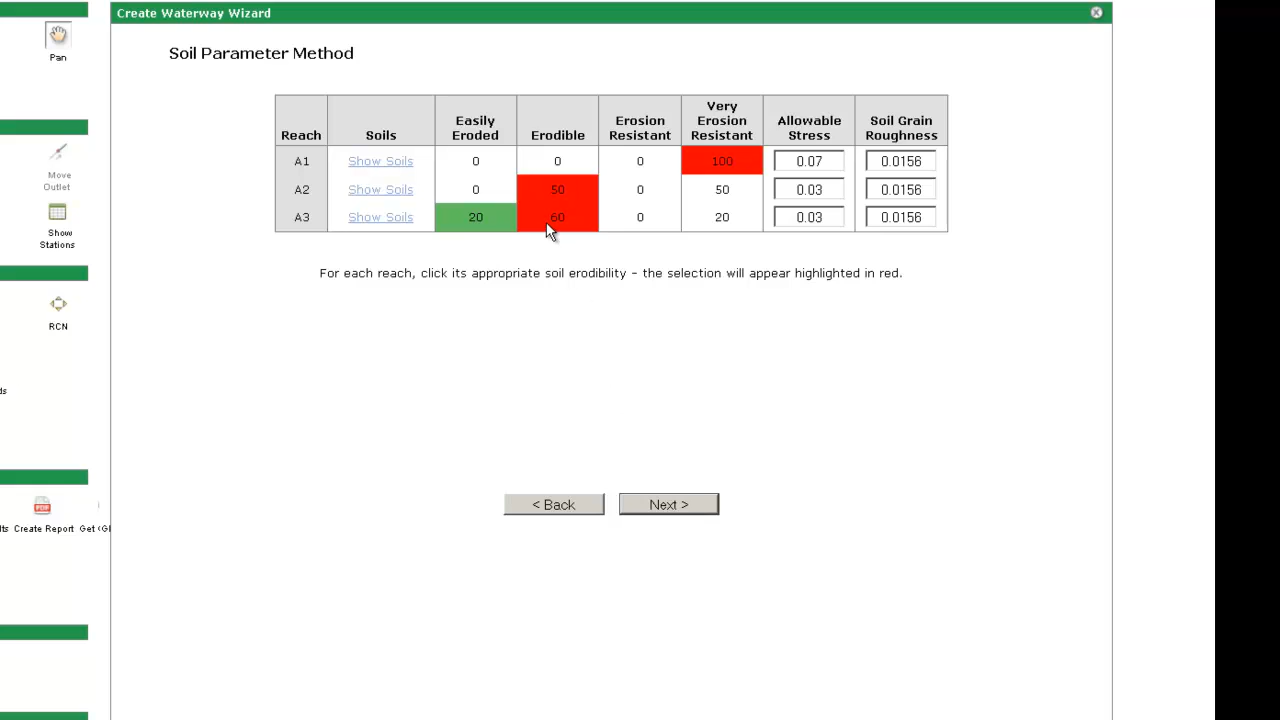 Create Waterway Wizard
Pan
Soil Parameter Method
Reach Soils Easily Eroded Erodible Erosion Resistant Very Erosion Resistant Allowable Stress Soil Grain Roughness
A1 Show Soils 0 0 0 100 0.07 0.0156
A2 Show Soils 0 50 0 50 0.03 0.0156
A3 Show Soils 20 60 0 20 0.03 0.0156
Move
Outlet
Show
Stations
For each reach, click its appropriate soil erodibility - the selection will appear highlighted in red.
RCN
< Back Next >
PDF
Create Report Get